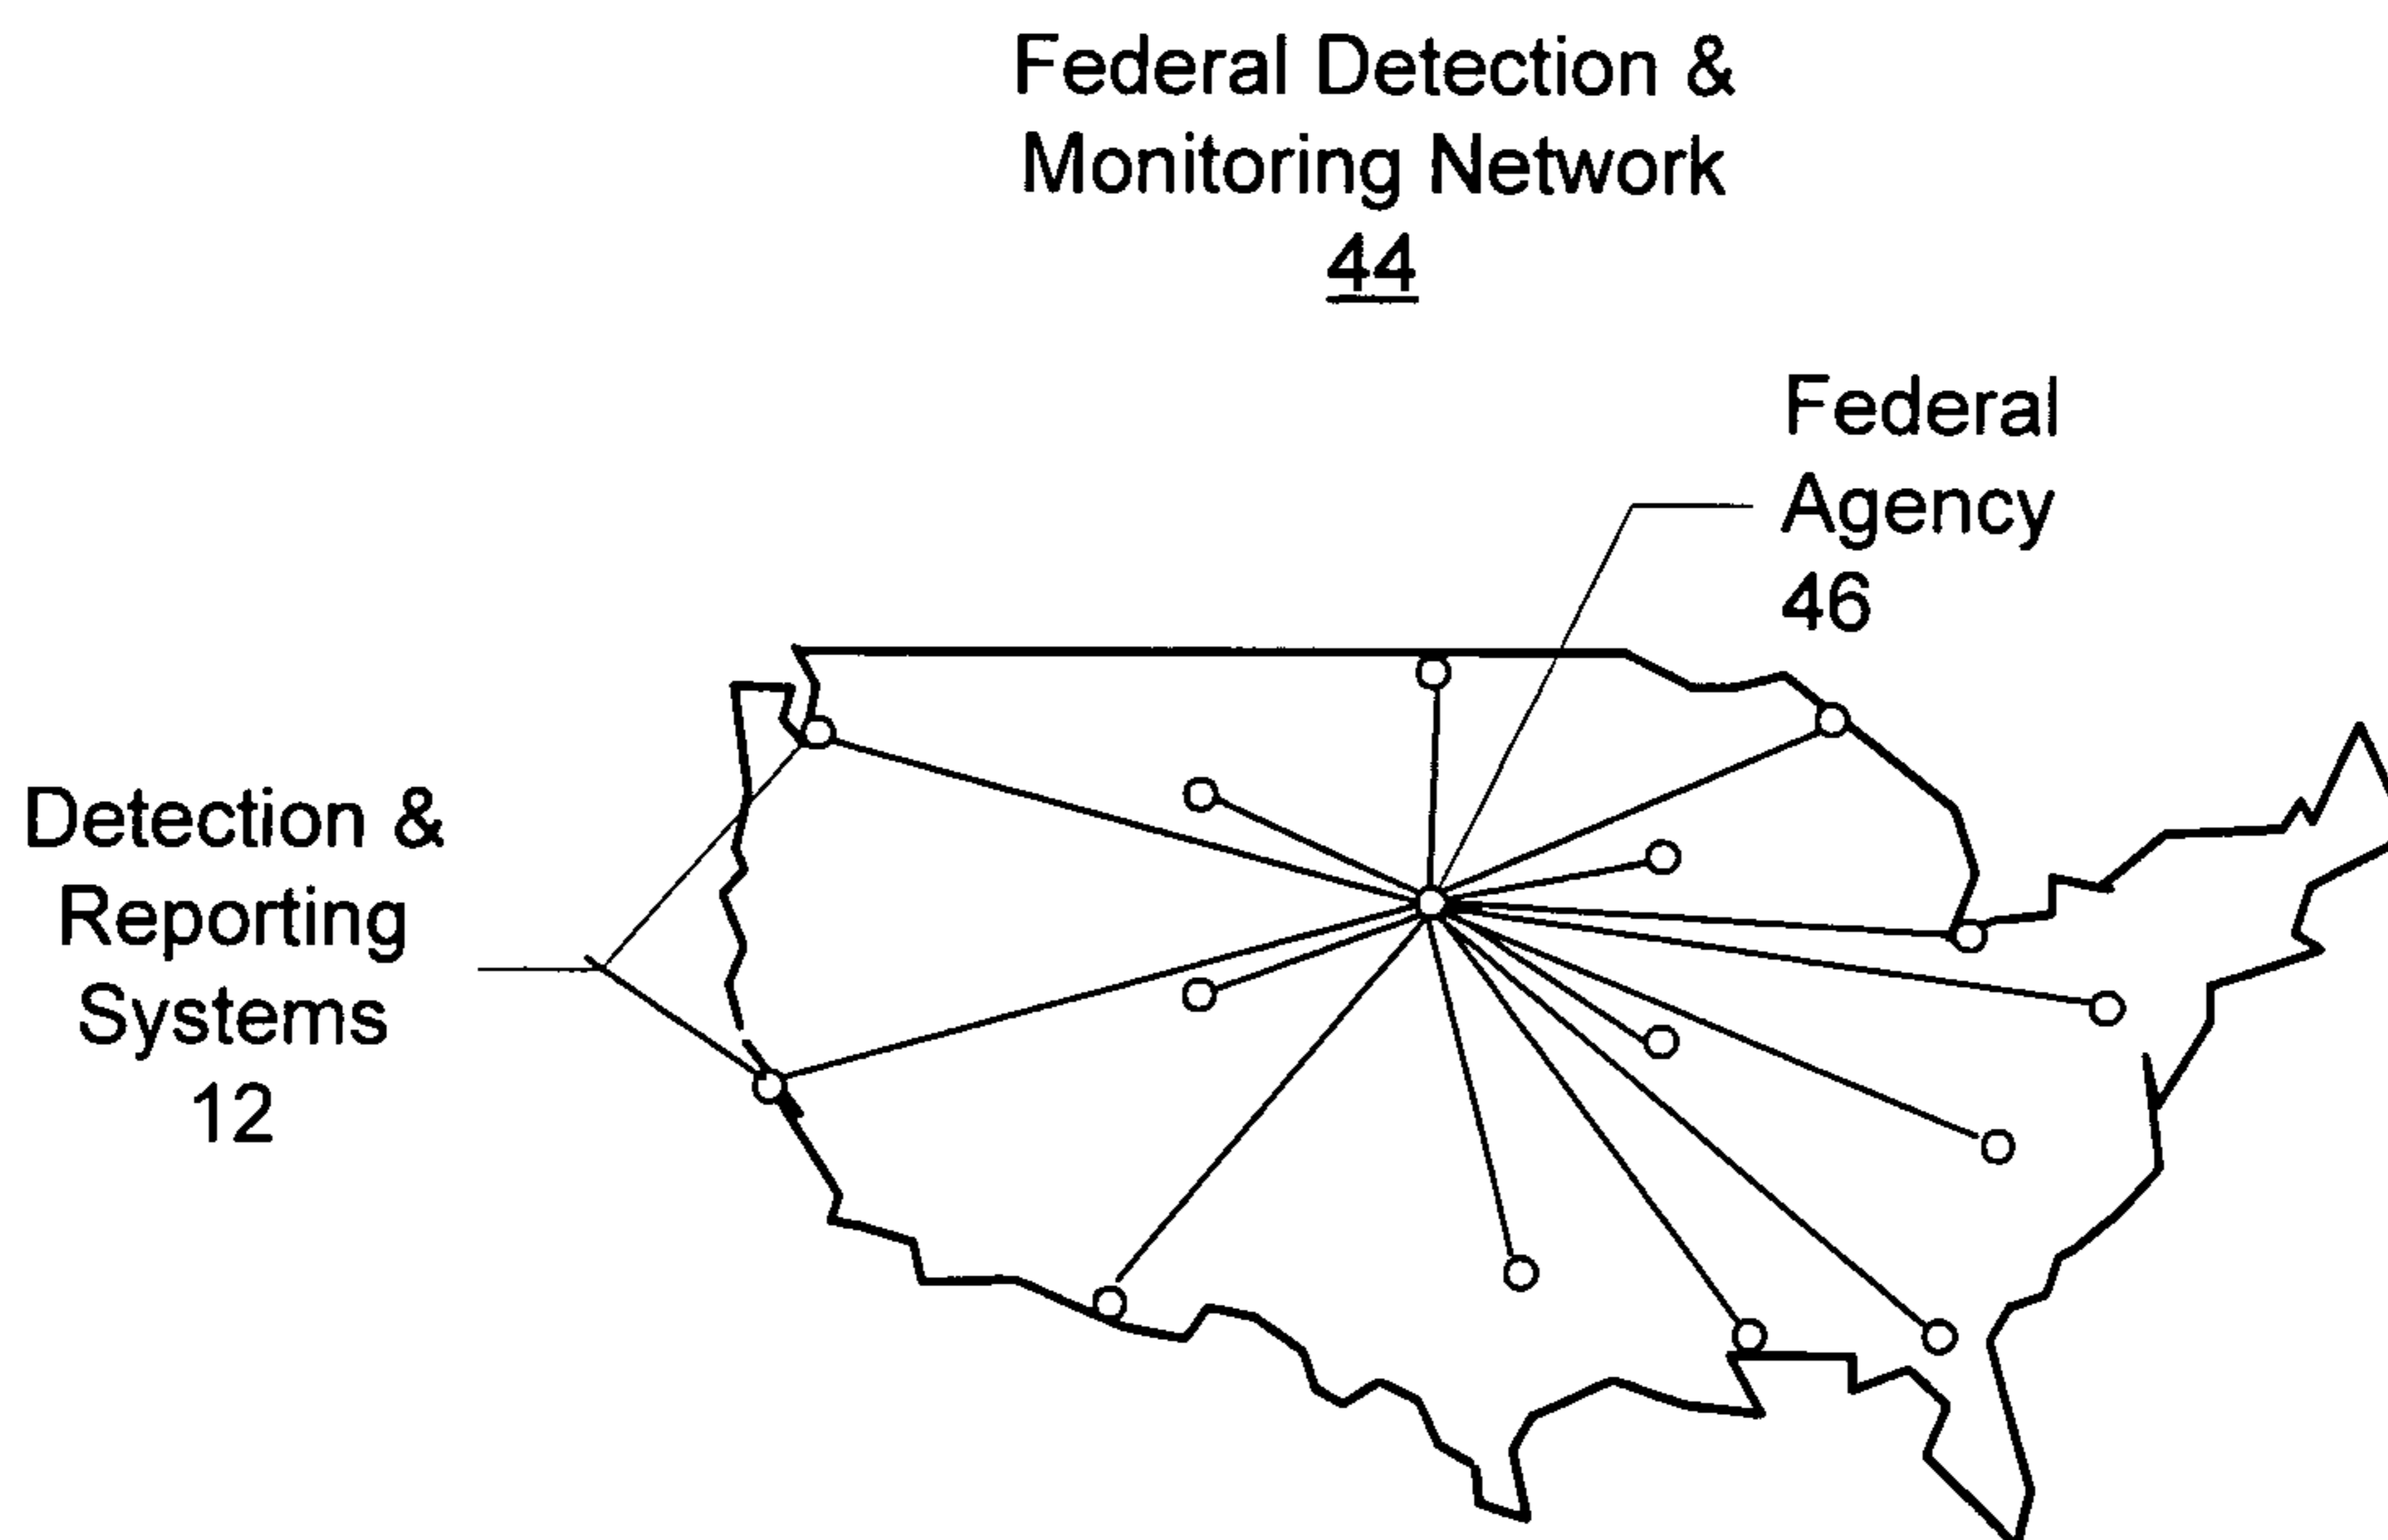 Federal Detection &
Monitoring Network
44
Federal
Agency
46
Detection &
Reporting
Systems
12